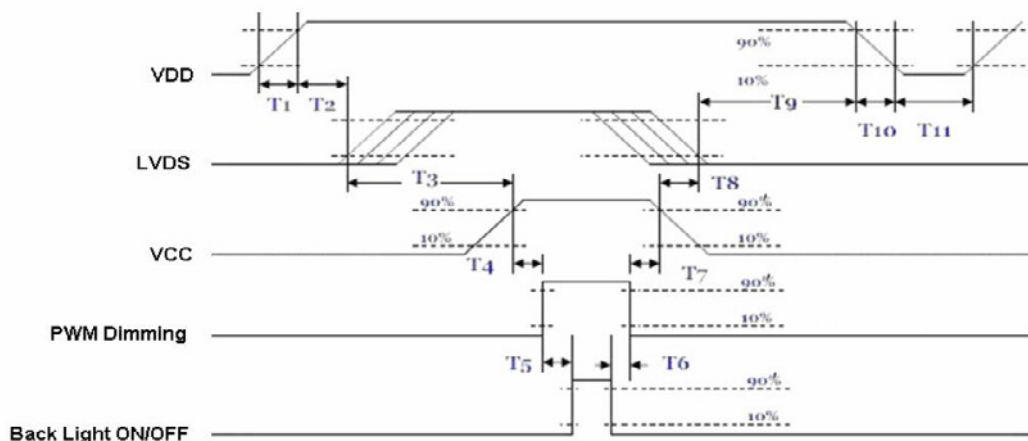 90%
VDD
10%
T1 T2 T9
T10 T11
LVDS
T3 T8
90% 90%
10% 10%
VCC
T4 T7
90%
PWM Dimming
10%
T5 T6
90%
10%
Back Light ON/OFF